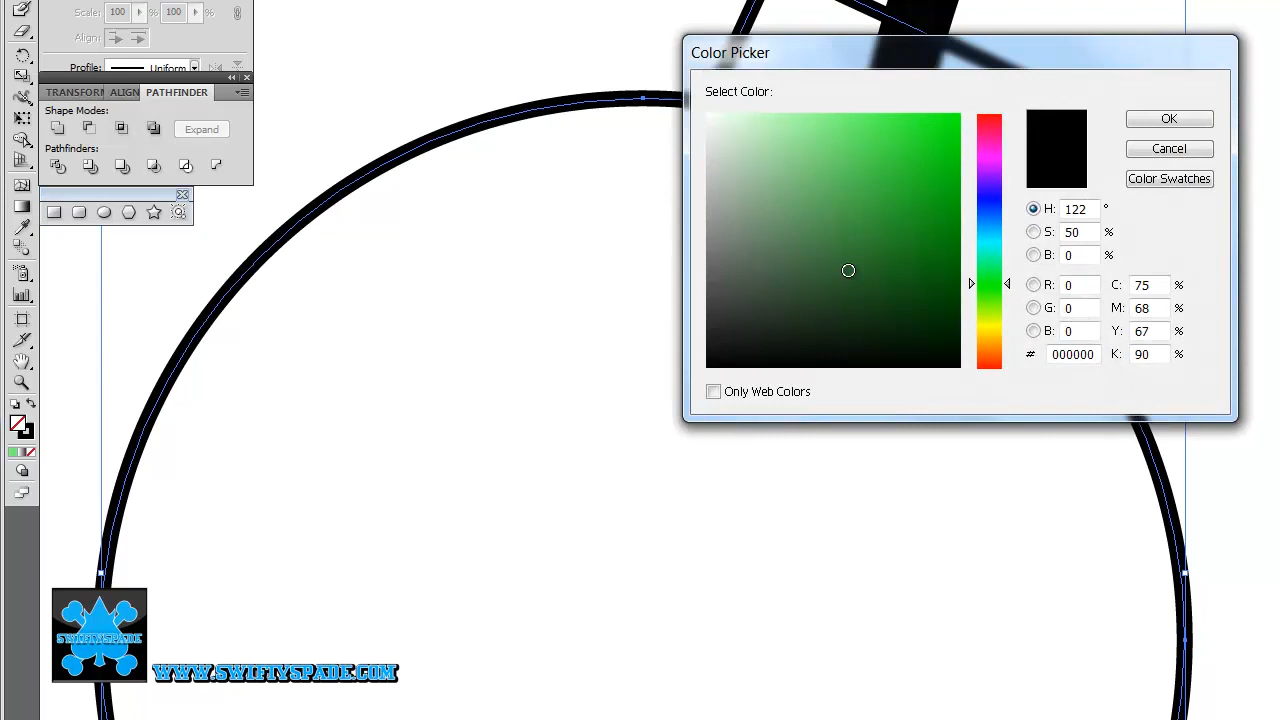 Scale: 100 % 100 %
Align:
Profile: Uniform
TRANSFORM ALIGN PATHFINDER
Shape Modes:
Expand
Pathfinders:
Color Picker
Select Color:
OK
Cancel
Color Swatches
H: 122 °
S: 50 %
B: 0 %
R: 0 C: 75 %
G: 0 M: 68 %
B: 0 Y: 67 %
# 000000 K: 90 %
Only Web Colors
SWIFTYSPADE
WWW.SWIFTYSPADE.COM